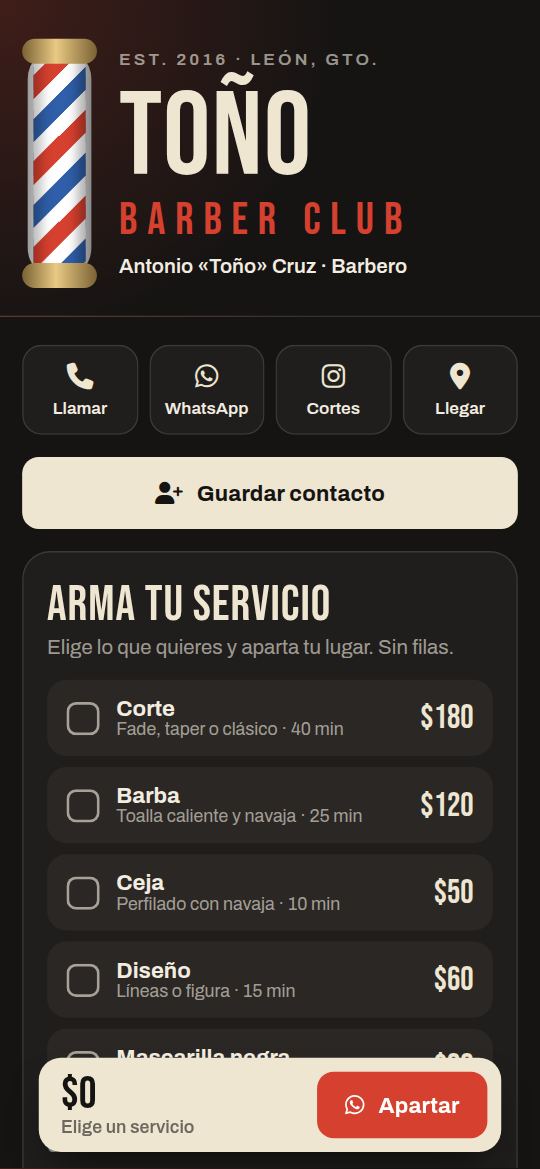 EST. 2016 · LEÓN, GTO.
TOÑO
BARBER CLUB
Antonio «Toño» Cruz · Barbero
Llamar
WhatsApp
Cortes
Llegar
Guardar contacto
ARMA TU SERVICIO
Elige lo que quieres y aparta tu lugar. Sin filas.
Corte
Fade, taper o clásico · 40 min
$180
Barba
Toalla caliente y navaja · 25 min
$120
Ceja
Perfilado con navaja · 10 min
$50
Diseño
Líneas o figura · 15 min
$60
Mascarilla negra
$0
Elige un servicio
Apartar